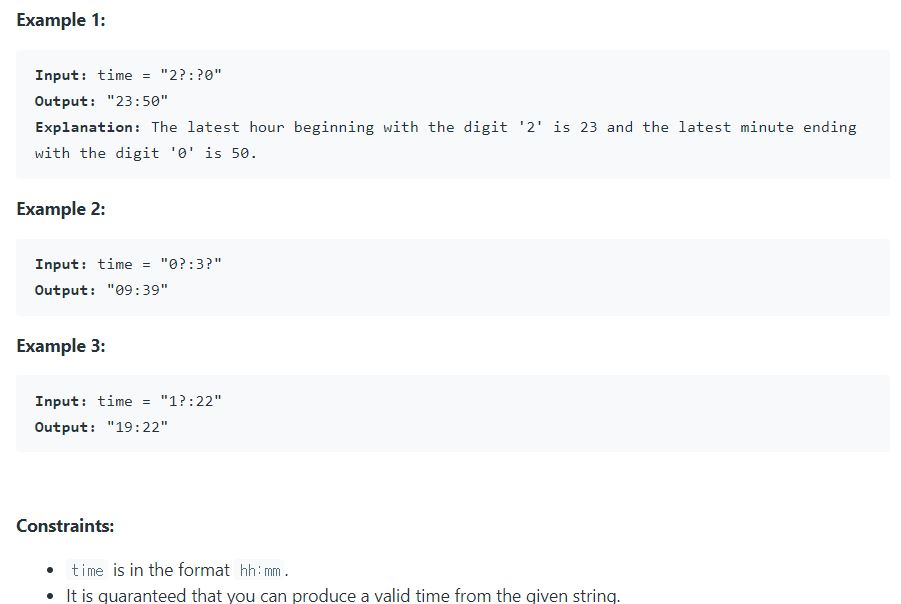 Example 1:
Input: time = "2?:?0"
Output: "23:50"
Explanation: The latest hour beginning with the digit '2' is 23 and the latest minute ending
with the digit '0' is 50.
Example 2:
Input: time = "0?:3?"
Output: "09:39"
Example 3:
Input: time = "1?:22"
Output: "19:22"
Constraints:
• time is in the format hh:mm.
• It is guaranteed that you can produce a valid time from the given string.